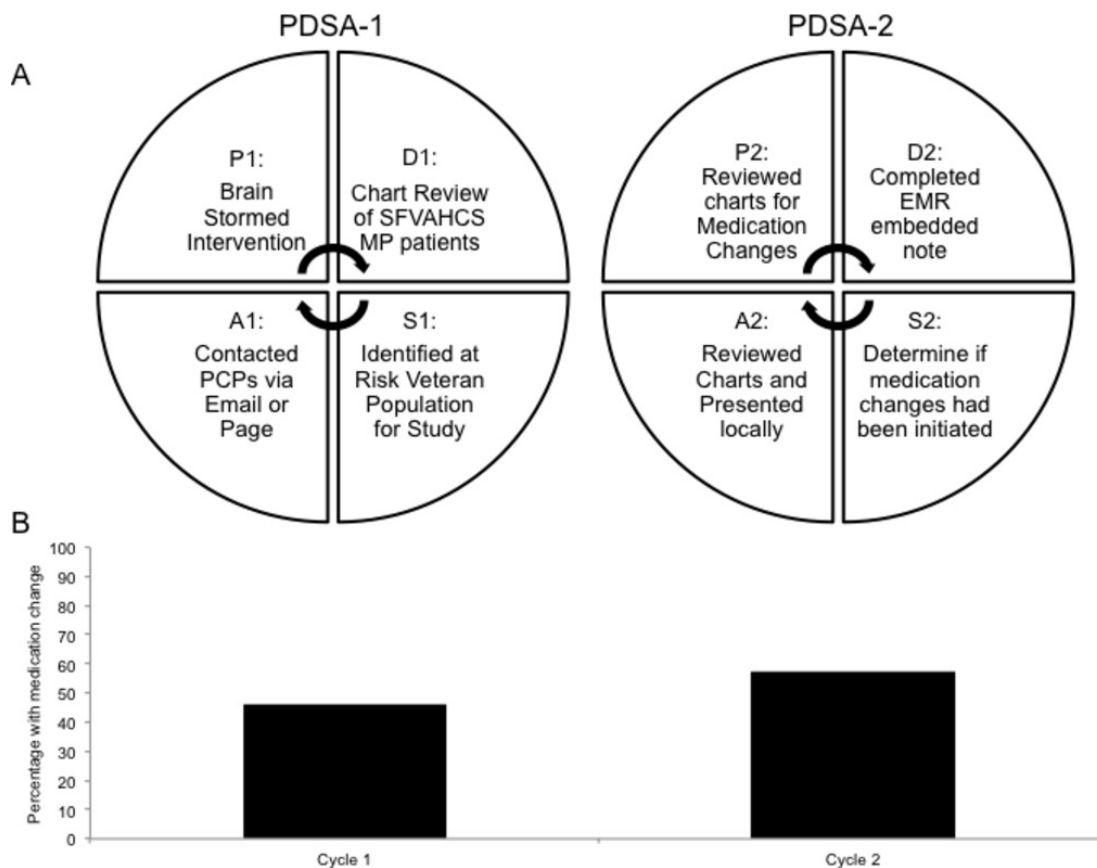 PDSA-1
PDSA-2
A
P1:
Brain
Stormed
Intervention
D1:
Chart Review
of SFVAHCS
MP patients
A1:
Contacted
PCPs via
Email or
Page
S1:
Identified at
Risk Veteran
Population
for Study
P2:
Reviewed
charts for
Medication
Changes
D2:
Completed
EMR
embedded
note
A2:
Reviewed
Charts and
Presented
locally
S2:
Determine if
medication
changes had
been initiated
B
Percentage with medication change
100
90
80
70
60
50
40
30
20
10
0
Cycle 1
Cycle 2